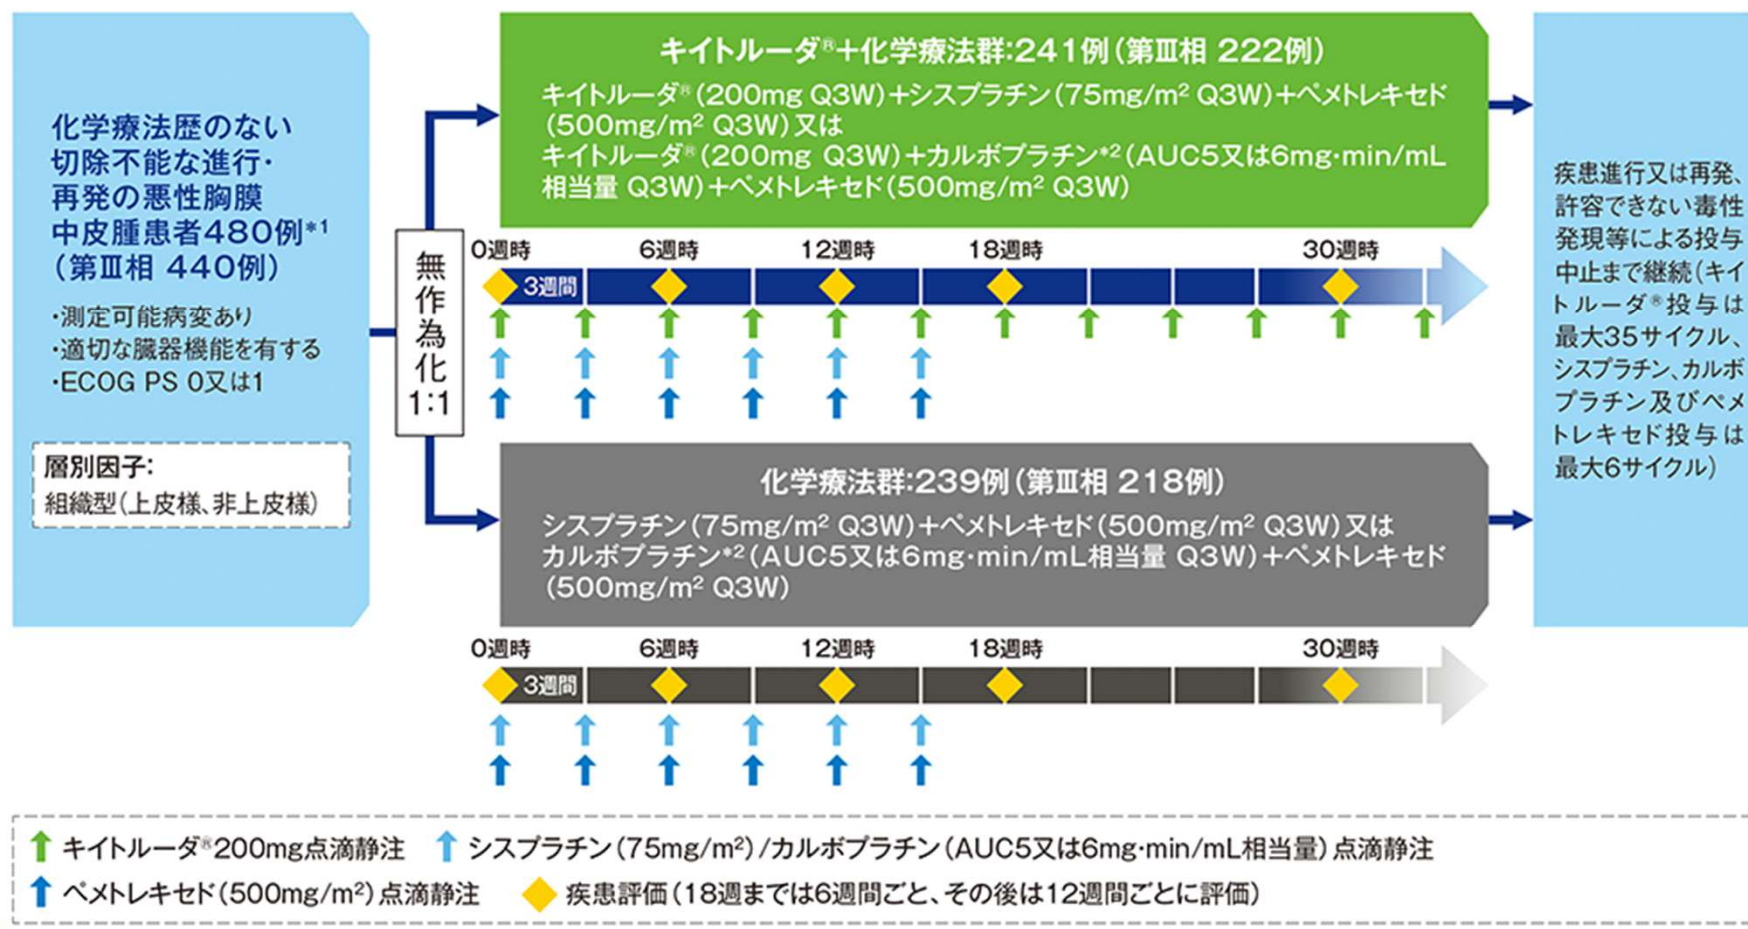 化学療法歴のない
切除不能な進行・
再発の悪性胸膜
中皮腫患者480例*1
（第Ⅲ相 440例）
・測定可能病変あり
・適切な臓器機能を有する
・ECOG PS 0又は1
層別因子：
組織型（上皮様、非上皮様）
無作為化
1：1
キイトルーダ®＋化学療法群：241例（第Ⅲ相 222例）
キイトルーダ®（200mg Q3W）＋シスプラチン（75mg/m² Q3W）＋ペメトレキセド
（500mg/m² Q3W）又は
キイトルーダ®（200mg Q3W）＋カルボプラチン*2（AUC5又は6mg・min/mL
相当量 Q3W）＋ペメトレキセド（500mg/m² Q3W）
0週時 6週時 12週時 18週時 30週時
3週間
化学療法群：239例（第Ⅲ相 218例）
シスプラチン（75mg/m² Q3W）＋ペメトレキセド（500mg/m² Q3W）又は
カルボプラチン*2（AUC5又は6mg・min/mL相当量 Q3W）＋ペメトレキセド
（500mg/m² Q3W）
0週時 6週時 12週時 18週時 30週時
3週間
疾患進行又は再発、
許容できない毒性
発現等による投与
中止まで継続（キイ
トルーダ®投与は
最大35サイクル、
シスプラチン、カルボ
プラチン及びペメ
トレキセド投与は
最大6サイクル）
キイトルーダ®200mg点滴静注 シスプラチン（75mg/m²）/カルボプラチン（AUC5又は6mg・min/mL相当量）点滴静注
ペメトレキセド（500mg/m²）点滴静注 疾患評価（18週までは6週間ごと、その後は12週間ごとに評価）